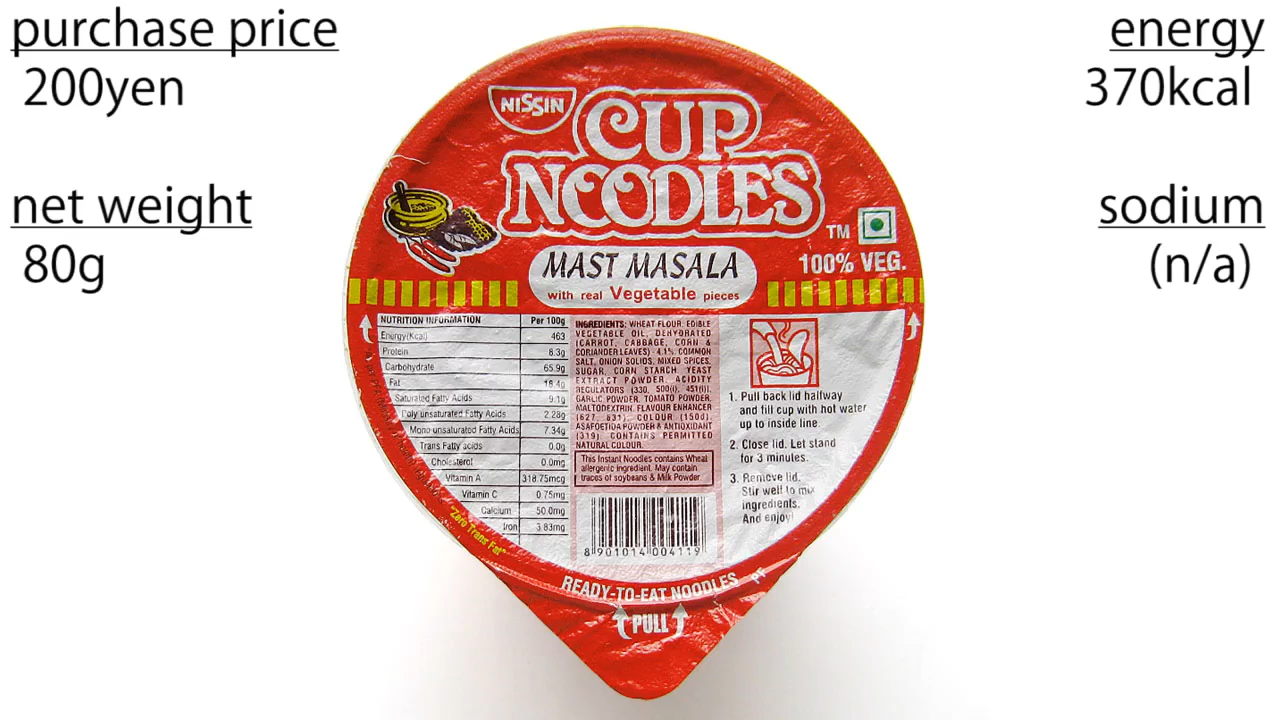 purchase price
200yen
net weight
80g
energy
370kcal
sodium
(n/a)
NISSIN
CUP
NOODLES
TM
100% VEG.
MAST MASALA
with real Vegetable pieces
NUTRITION INFORMATION Per 100g
Energy(Kcal) 463
Protein 8.3g
Carbohydrate 65.9g
Fat 18.4g
Saturated Fatty Acids 9.1g
Poly unsaturated Fatty Acids 2.28g
Mono unsaturated Fatty Acids 7.34g
Trans Fatty acids 0.0g
Cholesterol 0.0mg
Vitamin A 318.75mcg
Vitamin C 0.75mg
Calcium 50.0mg
Iron 3.83mg
"Zero Trans Fat"
INGREDIENTS: WHEAT FLOUR, EDIBLE
VEGETABLE OIL, DEHYDRATED
(CARROT, CABBAGE, CORN &
CORIANDER LEAVES) - 4.1%, COMMON
SALT, ONION SOLIDS, MIXED SPICES,
SUGAR, CORN STARCH, YEAST
EXTRACT POWDER, ACIDITY
REGULATORS (330, 500(i), 451(i)),
GARLIC POWDER, TOMATO POWDER,
MALTODEXTRIN, FLAVOUR ENHANCER
(627, 631), COLOUR (150d),
ASAFOETIDA POWDER & ANTIOXIDANT
(319). CONTAINS PERMITTED
NATURAL COLOUR.
This Instant Noodles contains Wheat
allergenic ingredient. May contain
traces of soybeans & Milk Powder.
8 901014 004119
1. Pull back lid halfway
and fill cup with hot water
up to inside line.
2. Close lid. Let stand
for 3 minutes.
3. Remove lid.
Stir well to mix
ingredients.
And enjoy!
READY-TO-EAT NOODLES PF
PULL